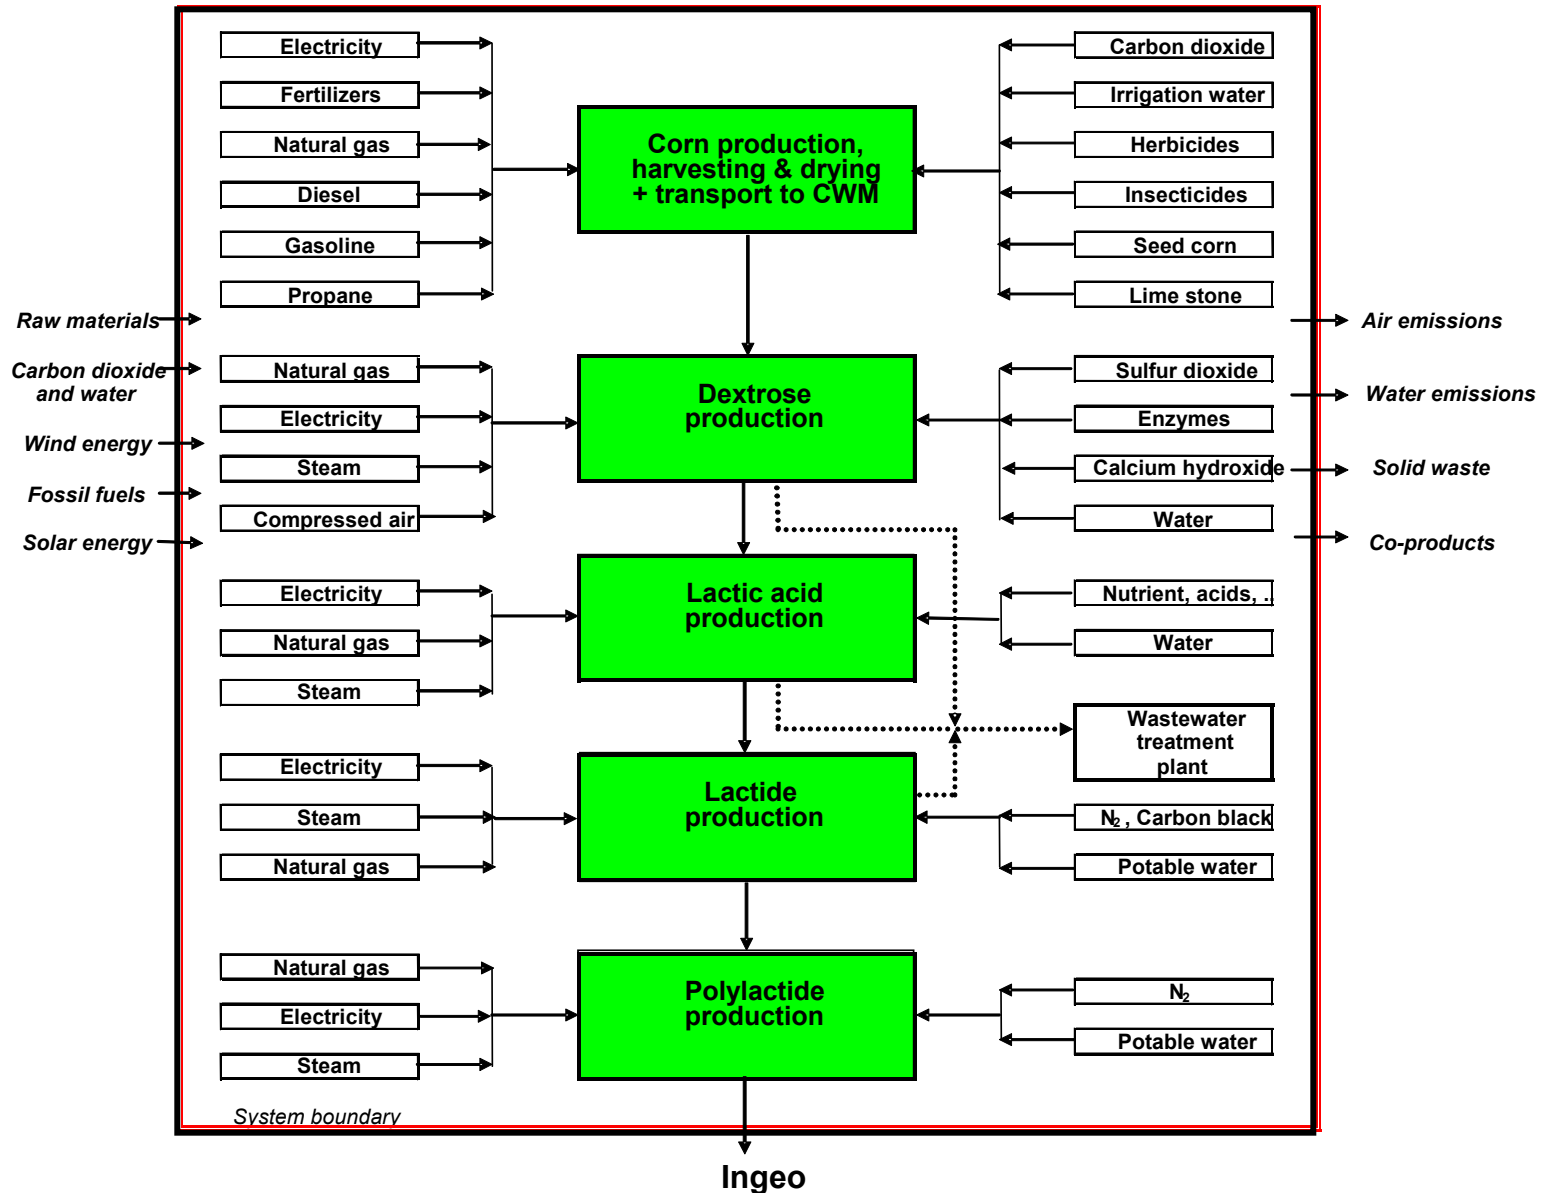 Electricity
Fertilizers
Natural gas
Diesel
Gasoline
Propane
Corn production,
harvesting & drying
+ transport to CWM
Carbon dioxide
Irrigation water
Herbicides
Insecticides
Seed corn
Lime stone
Raw materials
Carbon dioxide
and water
Wind energy
Fossil fuels
Solar energy
Natural gas
Electricity
Steam
Compressed air
Dextrose
production
Sulfur dioxide
Enzymes
Calcium hydroxide
Water
Air emissions
Water emissions
Solid waste
Co-products
Electricity
Natural gas
Steam
Lactic acid
production
Nutrient, acids, ..
Water
Wastewater
treatment
plant
Electricity
Steam
Natural gas
Lactide
production
N₂ , Carbon black
Potable water
Natural gas
Electricity
Steam
Polylactide
production
N₂
Potable water
System boundary
Ingeo